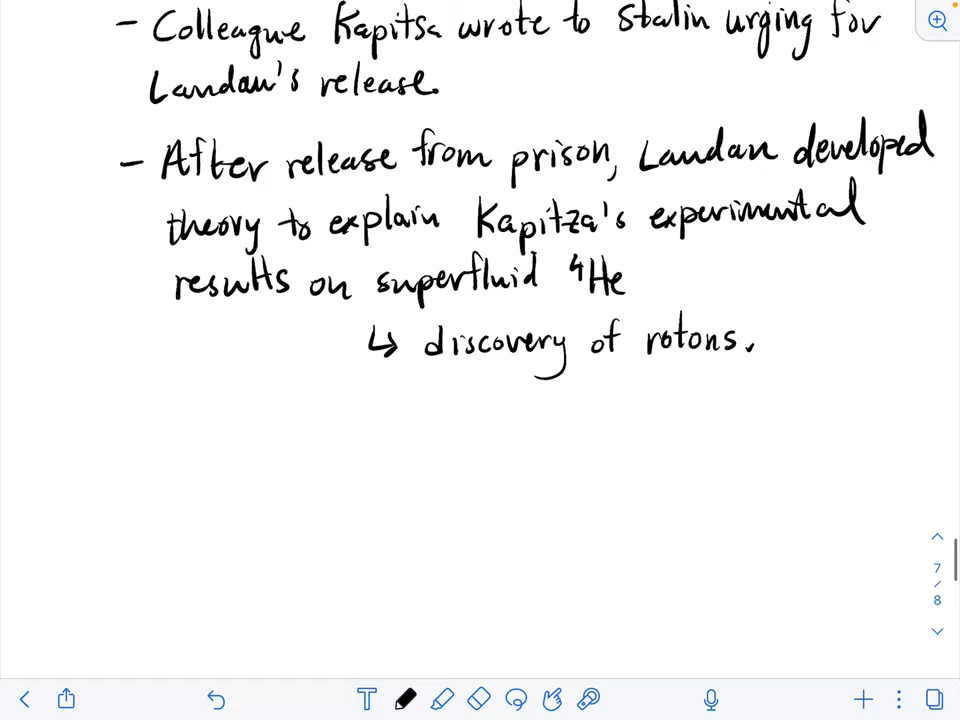 - Colleague Kapitsa wrote to Stalin urging for
Landau's release.
- After release from prison, Landau developed
theory to explain Kapitza's experimental
results on superfluid ⁴He
↳ discovery of rotons.
7
/
8
T